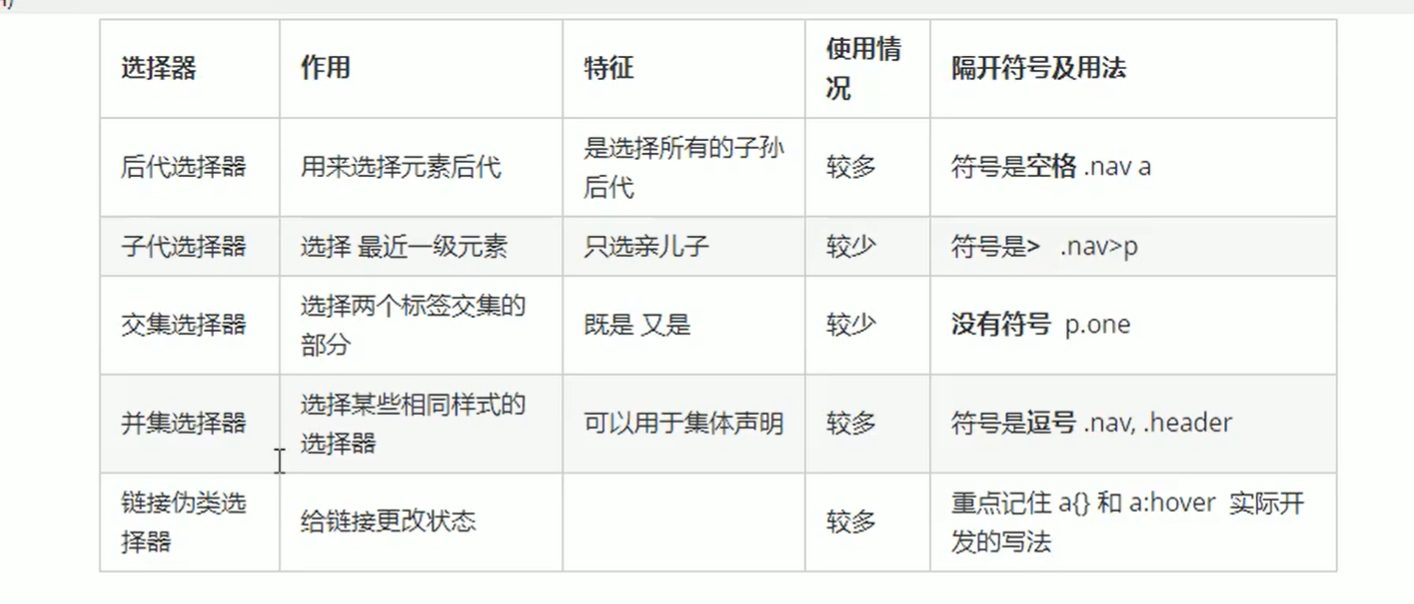 选择器 作用 特征 使用情况 隔开符号及用法
后代选择器 用来选择元素后代 是选择所有的子孙后代 较多 符号是空格 .nav a
子代选择器 选择 最近一级元素 只选亲儿子 较少 符号是> .nav>p
交集选择器 选择两个标签交集的部分 既是 又是 较少 没有符号 p.one
并集选择器 选择某些相同样式的选择器 可以用于集体声明 较多 符号是逗号 .nav, .header
链接伪类选择器 给链接更改状态 较多 重点记住 a{} 和 a:hover 实际开发的写法